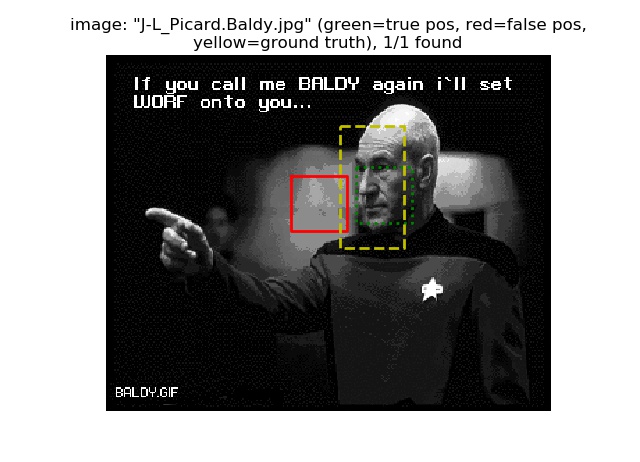 image: "J-L_Picard.Baldy.jpg" (green=true pos, red=false pos,
yellow=ground truth), 1/1 found
If you call me BALDY again i`ll set
WORF onto you...
BALDY.GIF